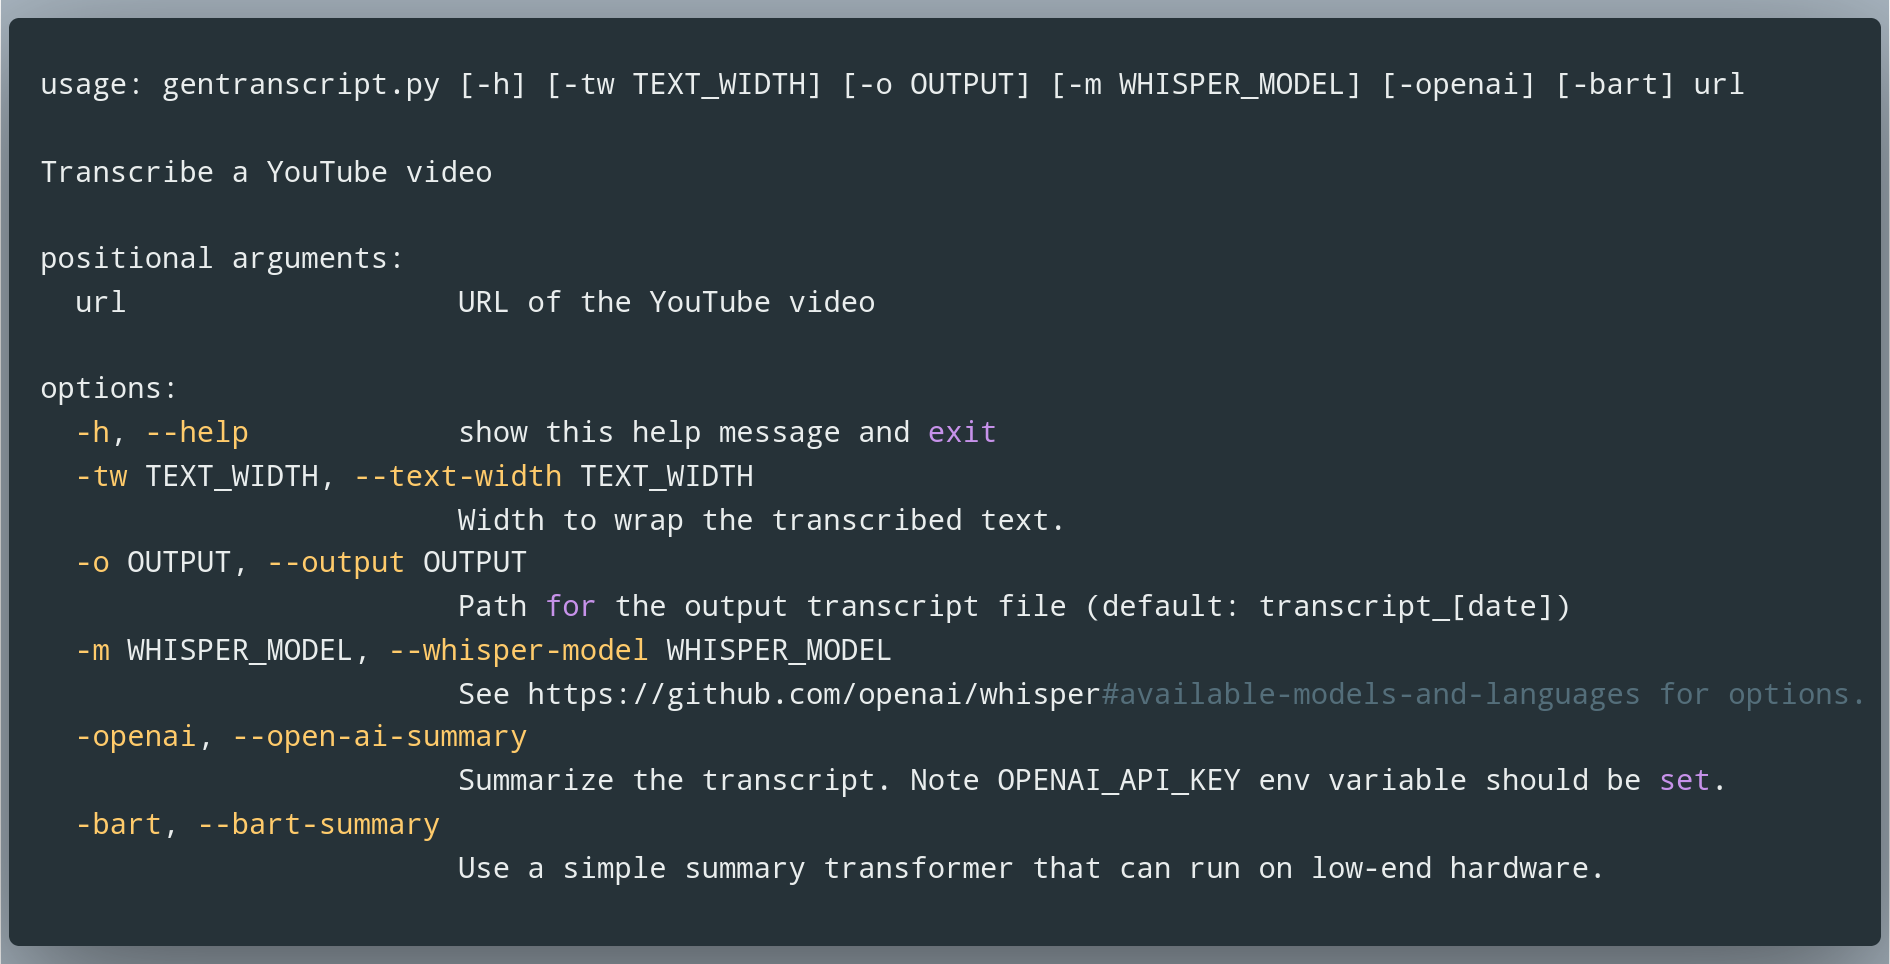 usage: gentranscript.py [-h] [-tw TEXT_WIDTH] [-o OUTPUT] [-m WHISPER_MODEL] [-openai] [-bart] url
Transcribe a YouTube video
positional arguments:
  url                   URL of the YouTube video
options:
  -h, --help            show this help message and exit
  -tw TEXT_WIDTH, --text-width TEXT_WIDTH
                        Width to wrap the transcribed text.
  -o OUTPUT, --output OUTPUT
                        Path for the output transcript file (default: transcript_[date])
  -m WHISPER_MODEL, --whisper-model WHISPER_MODEL
                        See https://github.com/openai/whisper#available-models-and-languages for options.
  -openai, --open-ai-summary
                        Summarize the transcript. Note OPENAI_API_KEY env variable should be set.
  -bart, --bart-summary
                        Use a simple summary transformer that can run on low-end hardware.